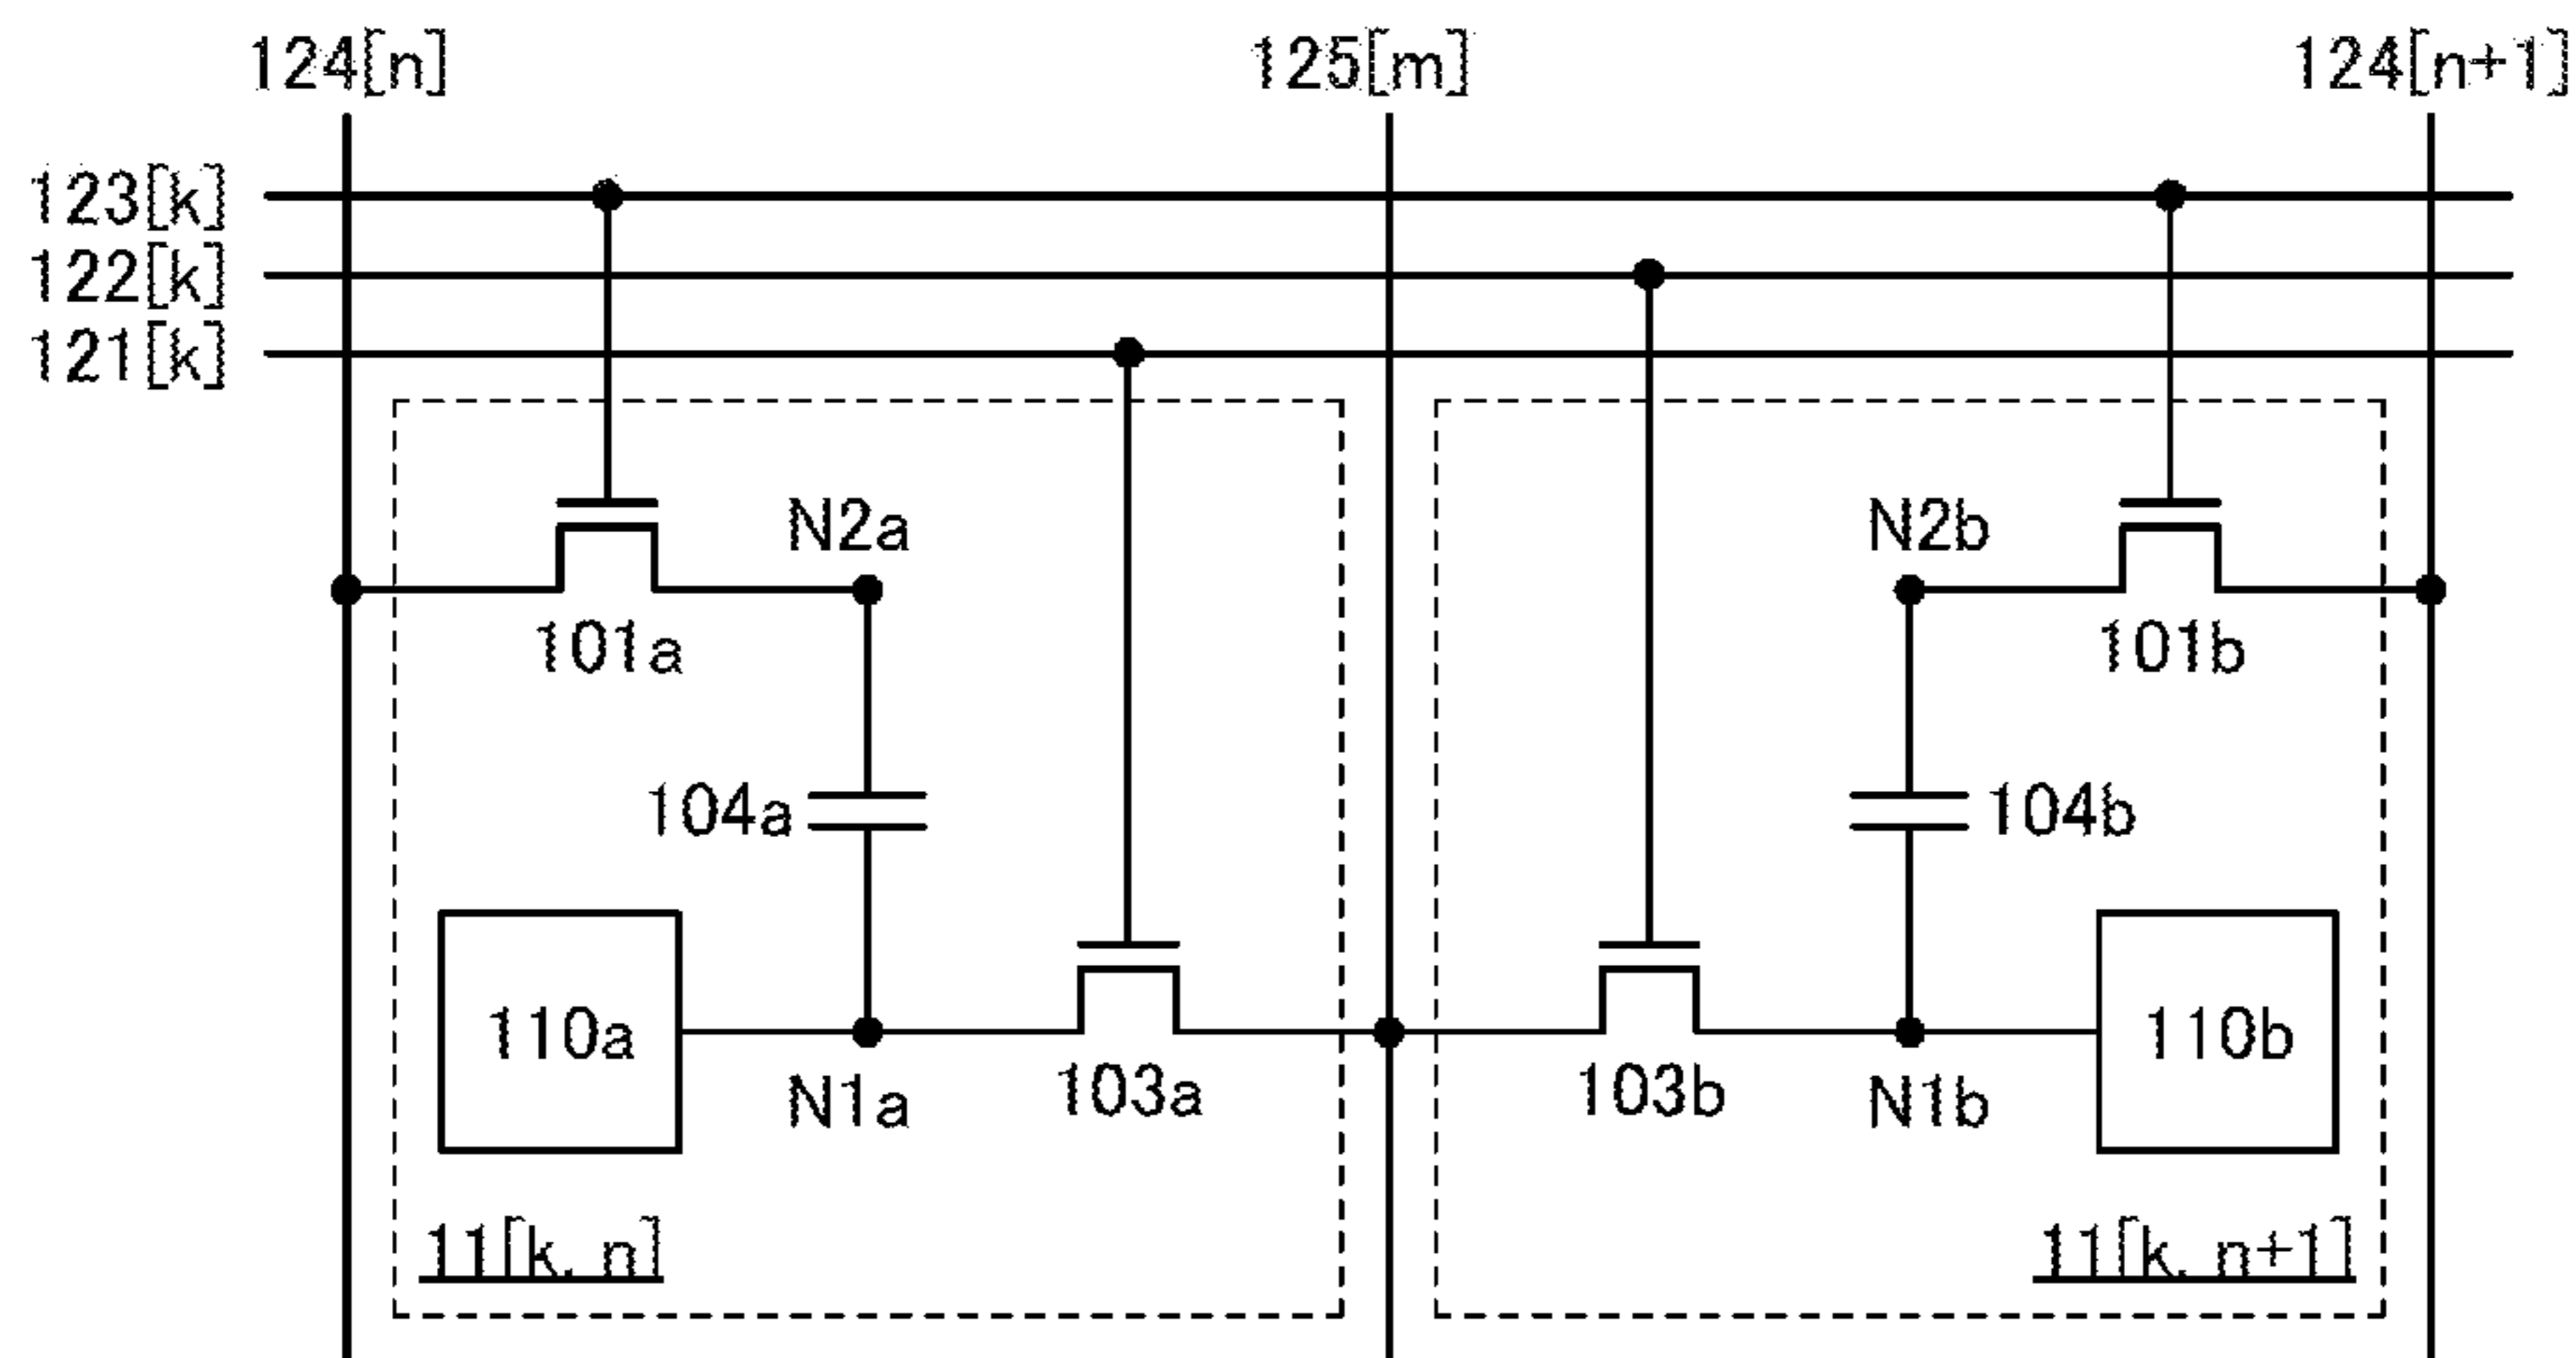 124[n] 125[m] 124[n+1]
123[k]
122[k]
121[k]
N2a N2b
101a 101b
104a 104b
110a 110b
N1a 103a 103b N1b
11[k, n] 11[k, n+1]